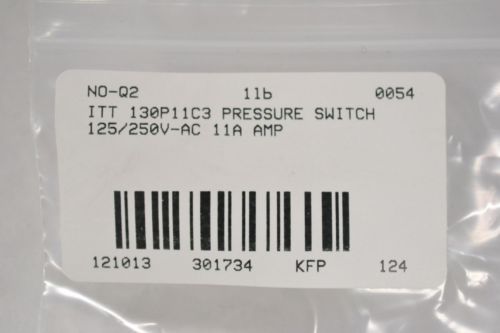 NO-Q2 1lb 0054
ITT 130P11C3 PRESSURE SWITCH
125/250V-AC 11A AMP
121013 301734 KFP 124